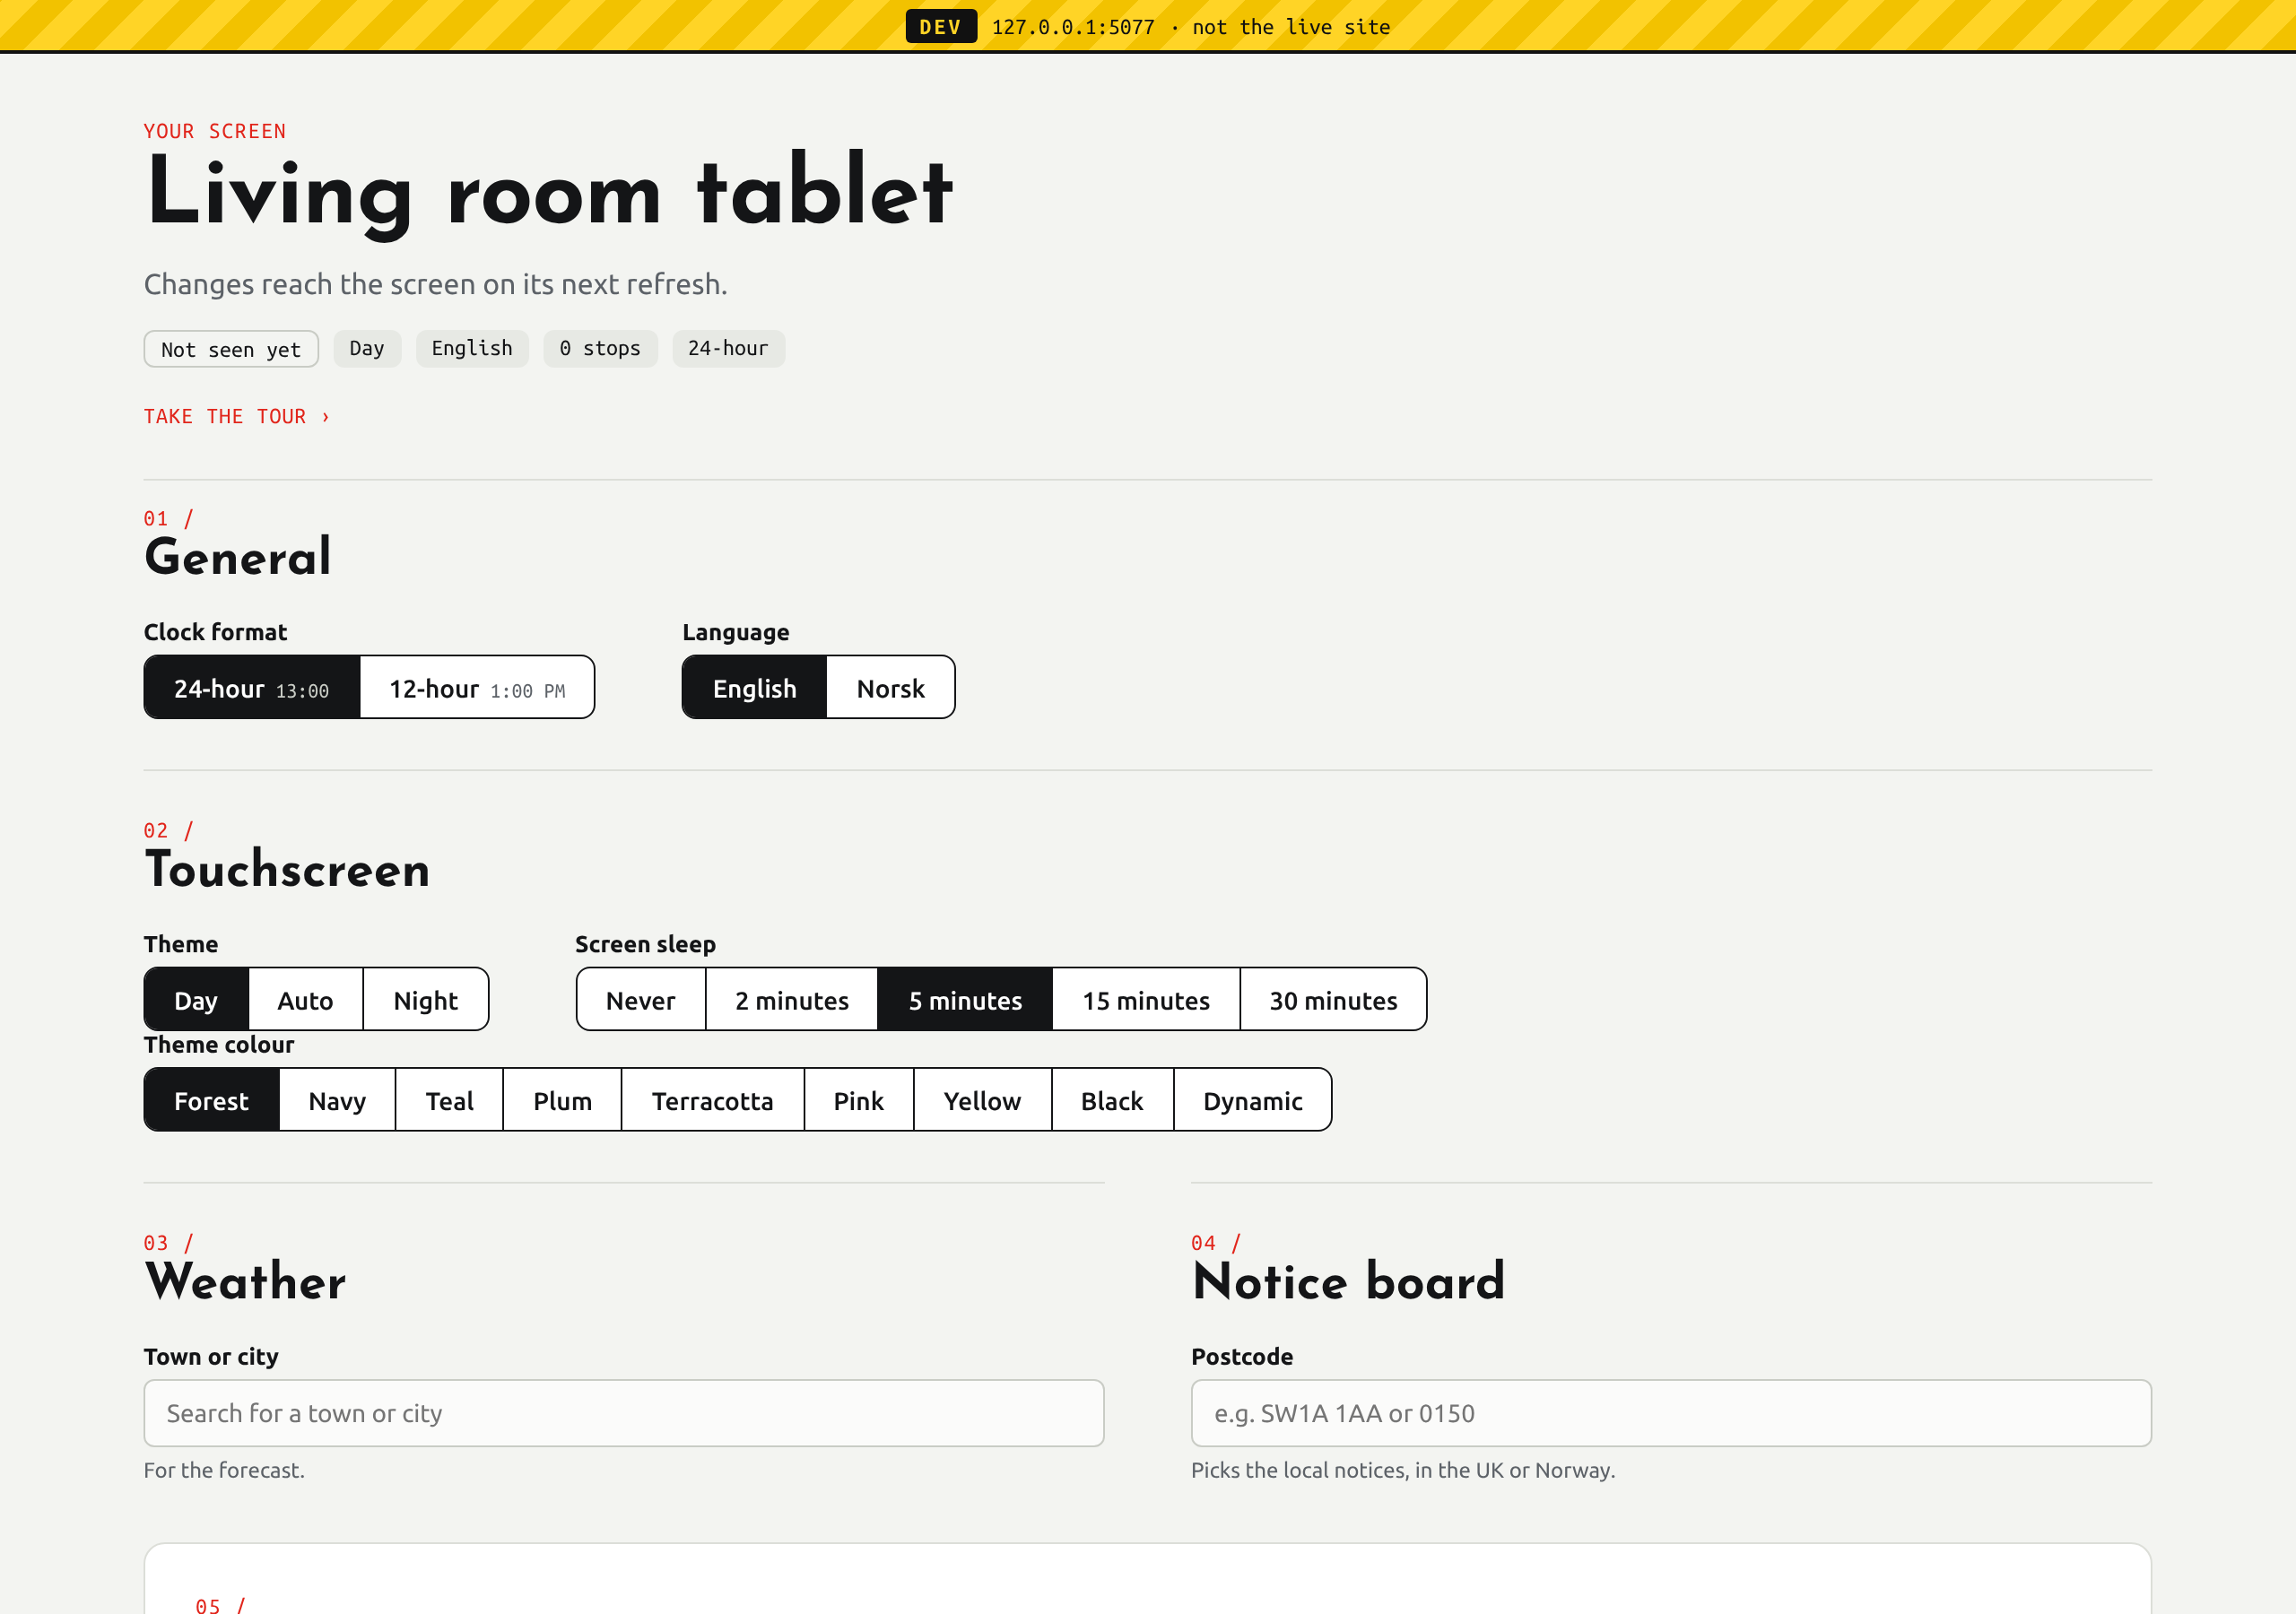 DEV 127.0.0.1:5077 · not the live site
YOUR SCREEN
Living room tablet
Changes reach the screen on its next refresh.
Not seen yet Day English 0 stops 24-hour
TAKE THE TOUR ›
01 /
General
Clock format Language
24-hour 13:00 12-hour 1:00 PM English Norsk
02 /
Touchscreen
Theme Screen sleep
Day Auto Night Never 2 minutes 5 minutes 15 minutes 30 minutes
Theme colour
Forest Navy Teal Plum Terracotta Pink Yellow Black Dynamic
03 /
Weather
Town or city
Search for a town or city
For the forecast.
04 /
Notice board
Postcode
e.g. SW1A 1AA or 0150
Picks the local notices, in the UK or Norway.
05 /